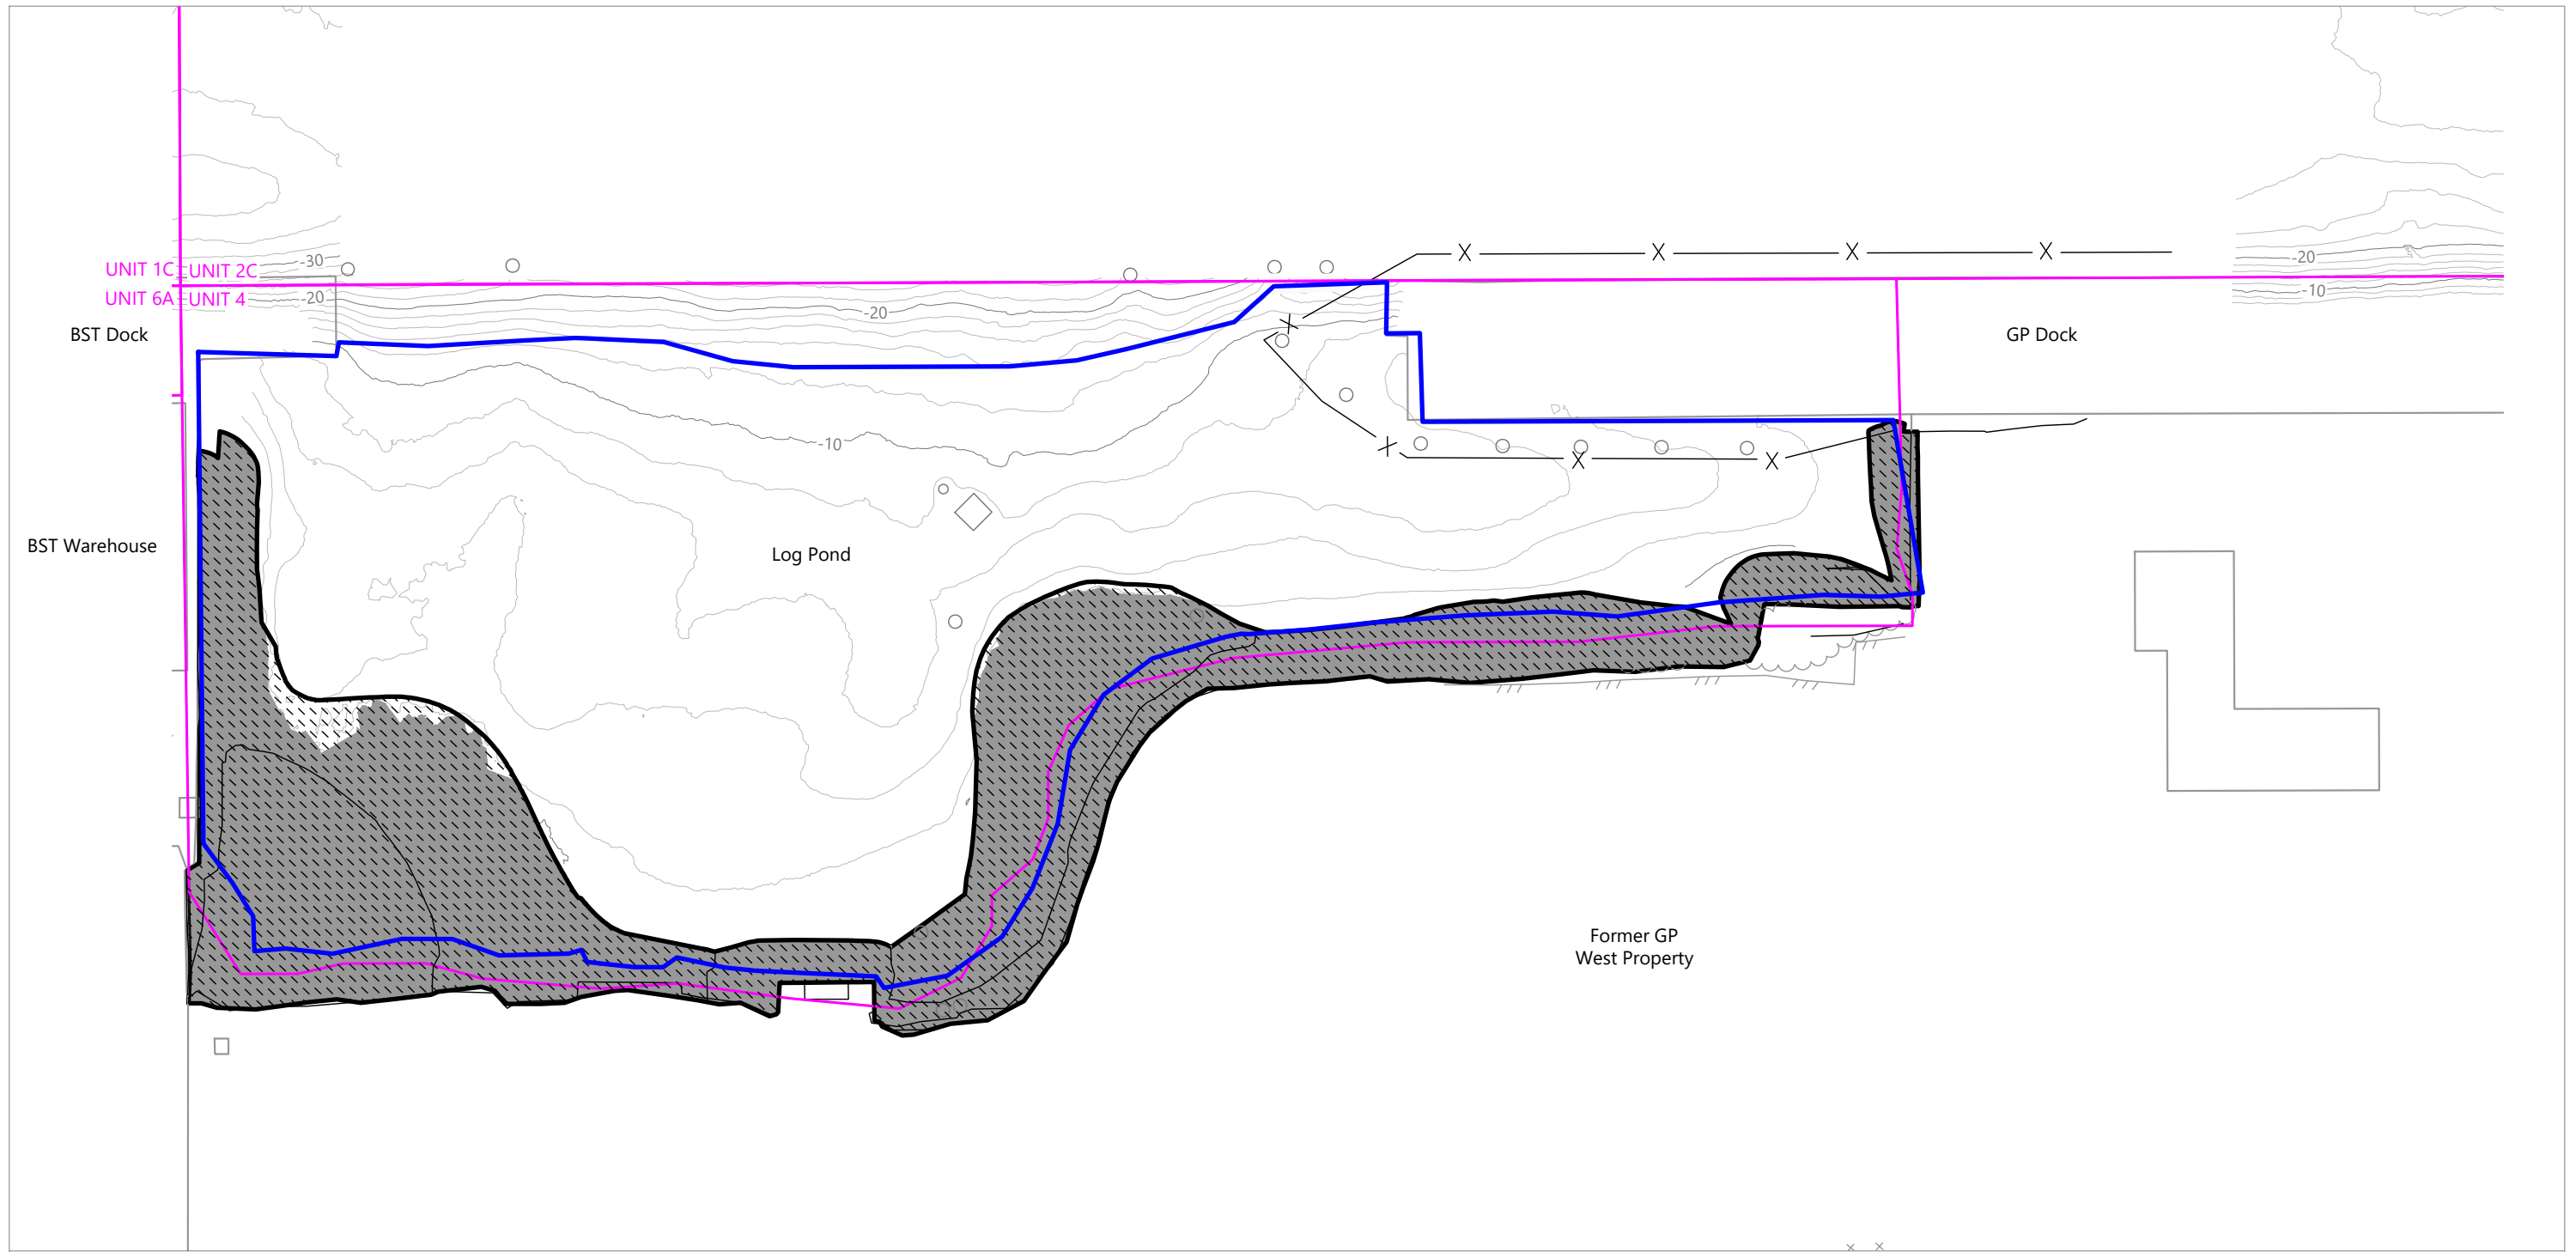 UNIT 1C
UNIT 2C
-30
UNIT 6A
UNIT 4
-20
-20
-20
-10
BST Dock
GP Dock
-10
BST Warehouse
Log Pond
Former GP
West Property